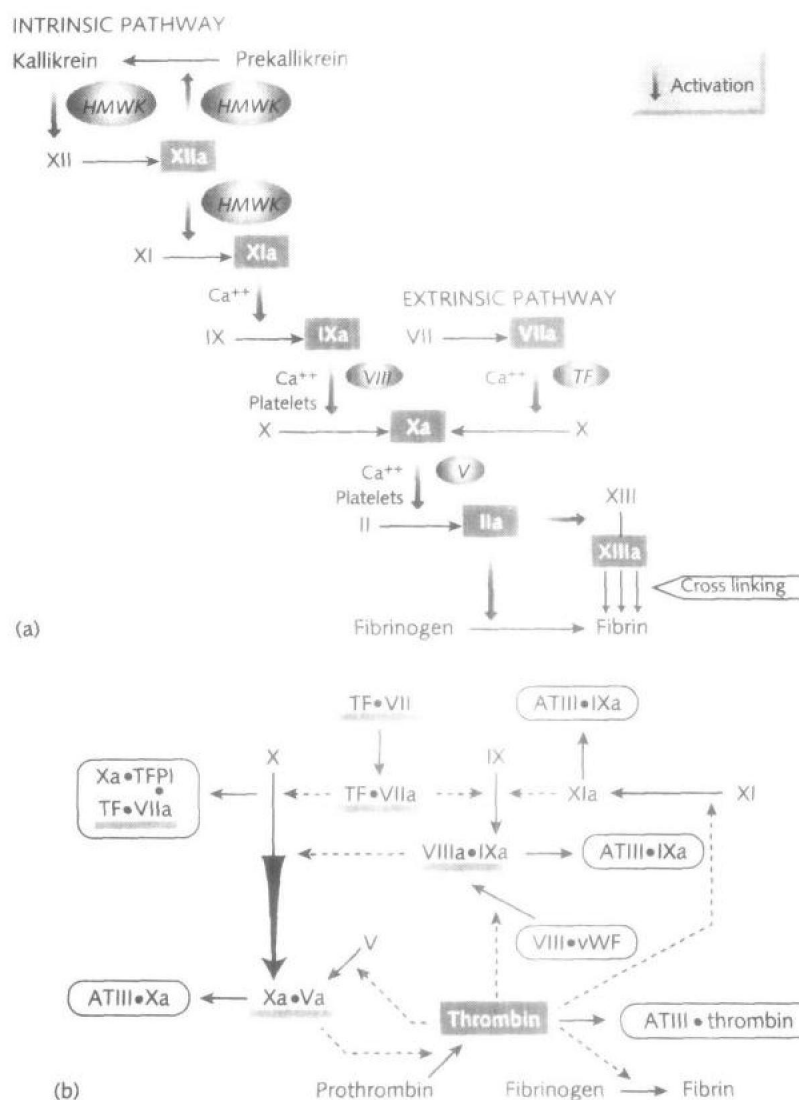 INTRINSIC PATHWAY
Kallikrein Prekallikrein
HMWK HMWK
Activation
XII XIIa
HMWK
XI XIa
Ca++
EXTRINSIC PATHWAY
IX IXa VII VIIa
Ca++ VIII Ca++ TF
Platelets
X Xa X
Ca++ V
Platelets
XIII
II IIa
XIIIa
Cross linking
(a) Fibrinogen Fibrin
TF•VII ATIII•IXa
X IX
Xa•TFPI
•
TF•VIIa
TF•VIIa XIa XI
VIIIa•IXa ATIII•IXa
V VIII•vWF
ATIII•Xa Xa•Va
Thrombin ATIII•thrombin
(b) Prothrombin Fibrinogen Fibrin